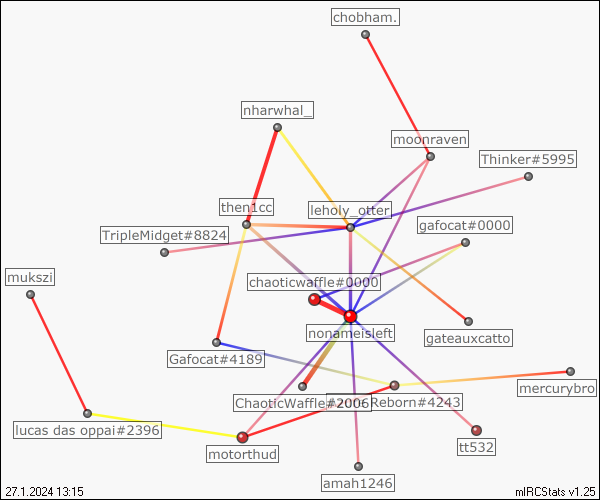 chobham.
nharwhal_
moonraven
Thinker#5995
then1cc
leholy_otter
gafocat#0000
TripleMidget#8824
mukszi
chaoticwaffle#0000
nonameisleft
gateauxcatto
Gafocat#4189
mercurybro
ChaoticWaffle#2006
Reborn#4243
lucas das oppai#2396
motorthud
tt532
amah1246
27.1.2024 13:15
mIRCStats v1.25